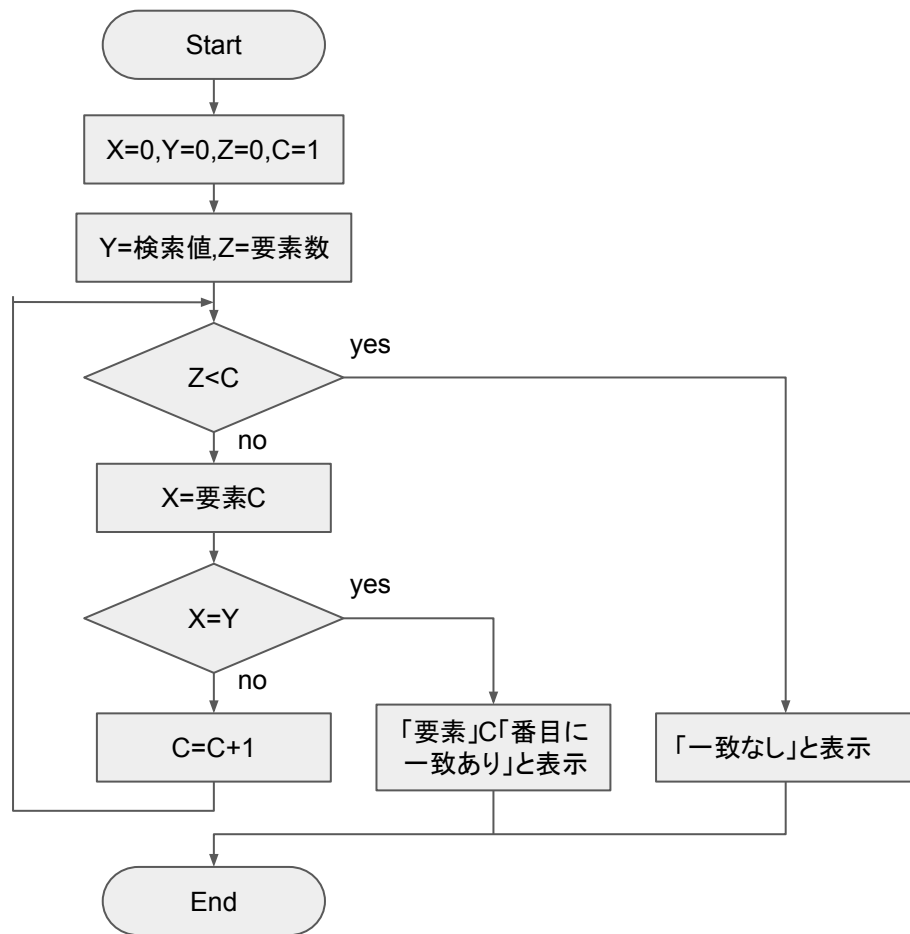 Start
X=0,Y=0,Z=0,C=1
Y=検索値,Z=要素数
Z<C
yes
no
X=要素C
X=Y
yes
no
C=C+1
「要素」C「番目に
一致あり」と表示
「一致なし」と表示
End